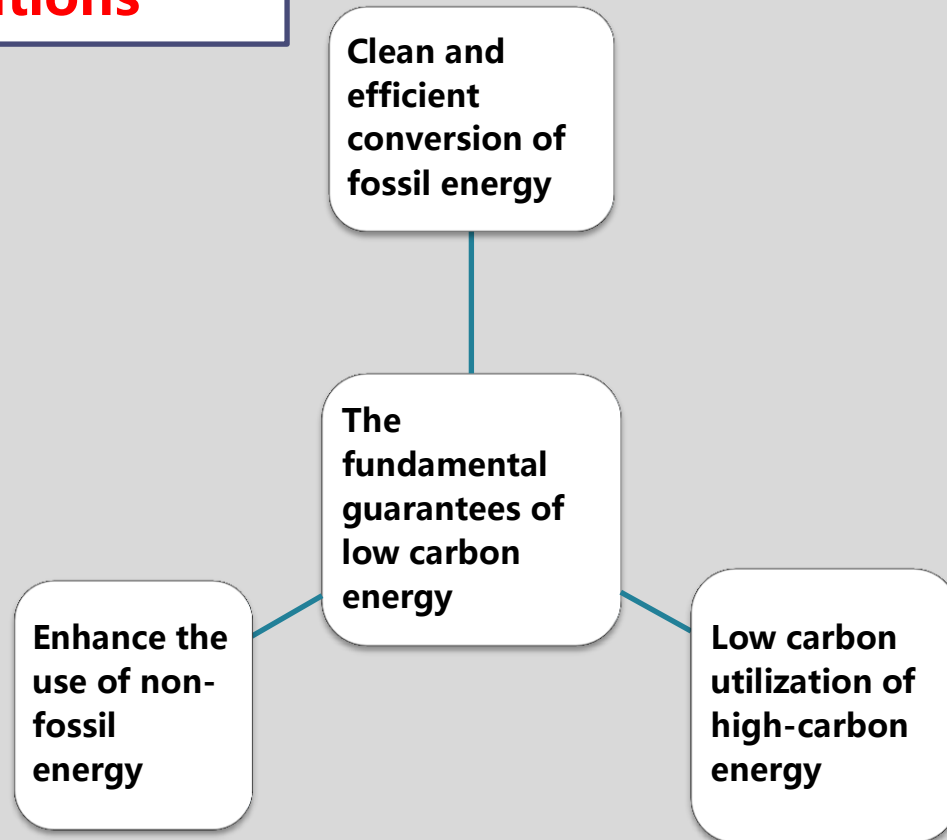 Clean and
efficient
conversion of
fossil energy
The
fundamental
guarantees of
low carbon
energy
Enhance the
use of non-
fossil
energy
Low carbon
utilization of
high-carbon
energy